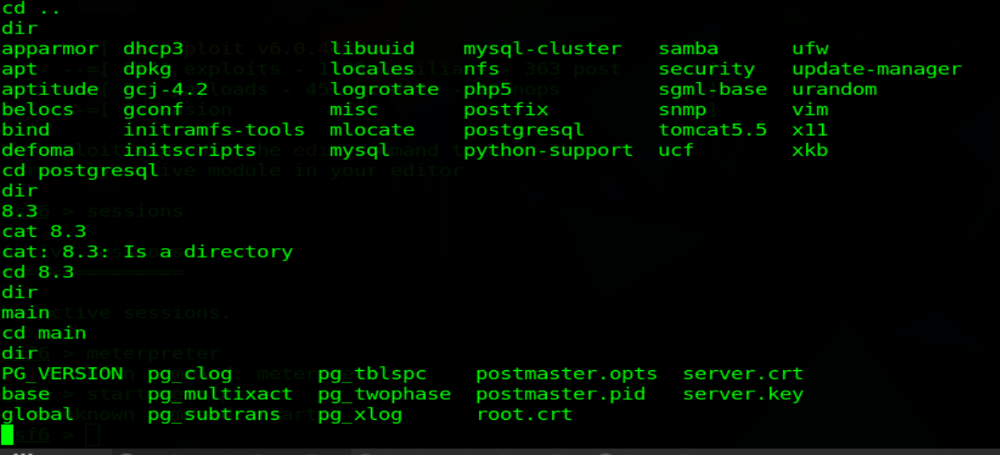 cd ..
dir
apparmor dhcp3 libuuid mysql-cluster samba ufw
apt dpkg locales nfs security update-manager
aptitude gcj-4.2 logrotate php5 sgml-base urandom
belocs gconf misc postfix snmp vim
bind initramfs-tools mlocate postgresql tomcat5.5 x11
defoma initscripts mysql python-support ucf xkb
cd postgresql
dir
8.3
cat 8.3
cat: 8.3: Is a directory
cd 8.3
dir
main
cd main
dir
PG_VERSION pg_clog pg_tblspc postmaster.opts server.crt
base pg_multixact pg_twophase postmaster.pid server.key
global pg_subtrans pg_xlog root.crt